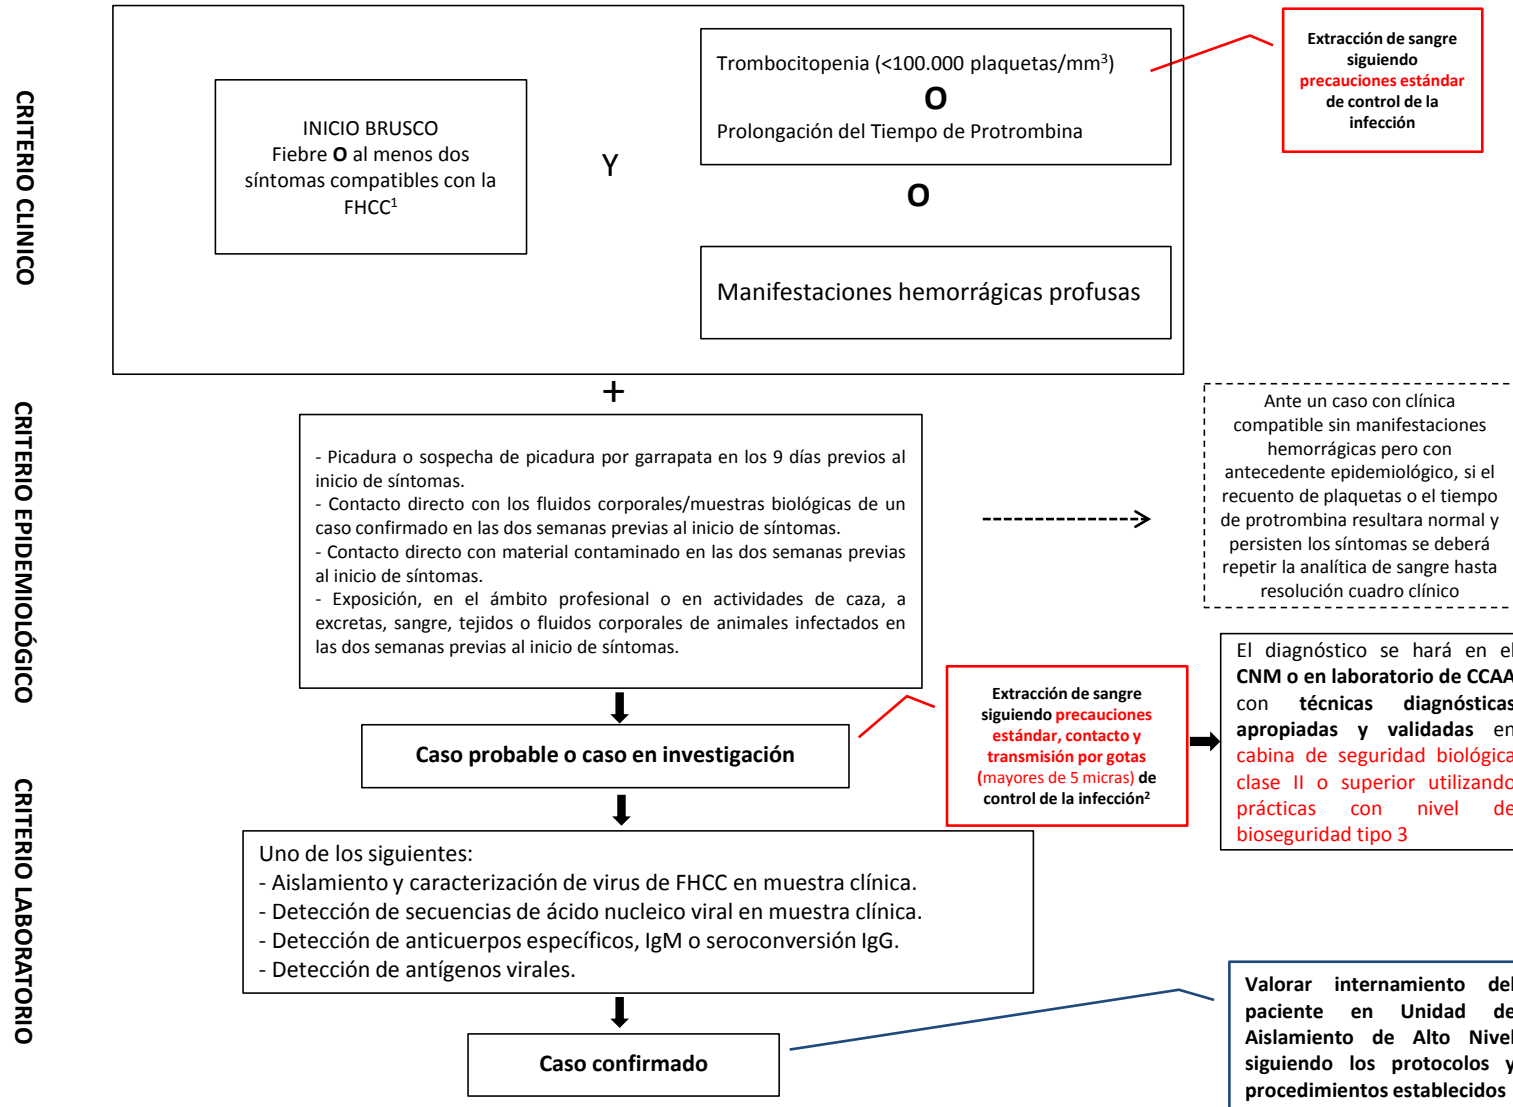 CRITERIO CLINICO
INICIO BRUSCO
Fiebre O al menos dos
síntomas compatibles con la
FHCC1
Y
Trombocitopenia (<100.000 plaquetas/mm3)
O
Prolongación del Tiempo de Protrombina
O
Manifestaciones hemorrágicas profusas
Extracción de sangre
siguiendo
precauciones estándar
de control de la
infección
+
CRITERIO EPIDEMIOLÓGICO
- Picadura o sospecha de picadura por garrapata en los 9 días previos al
inicio de síntomas.
- Contacto directo con los fluidos corporales/muestras biológicas de un
caso confirmado en las dos semanas previas al inicio de síntomas.
- Contacto directo con material contaminado en las dos semanas previas
al inicio de síntomas.
- Exposición, en el ámbito profesional o en actividades de caza, a
excretas, sangre, tejidos o fluidos corporales de animales infectados en
las dos semanas previas al inicio de síntomas.
Ante un caso con clínica
compatible sin manifestaciones
hemorrágicas pero con
antecedente epidemiológico, si el
recuento de plaquetas o el tiempo
de protrombina resultara normal y
persisten los síntomas se deberá
repetir la analítica de sangre hasta
resolución cuadro clínico
Caso probable o caso en investigación
Extracción de sangre
siguiendo precauciones
estándar, contacto y
transmisión por gotas
(mayores de 5 micras) de
control de la infección2
El diagnóstico se hará en el
CNM o en laboratorio de CCAA
con técnicas diagnósticas
apropiadas y validadas en
cabina de seguridad biológica
clase II o superior utilizando
prácticas con nivel de
bioseguridad tipo 3
CRITERIO LABORATORIO
Uno de los siguientes:
- Aislamiento y caracterización de virus de FHCC en muestra clínica.
- Detección de secuencias de ácido nucleico viral en muestra clínica.
- Detección de anticuerpos específicos, IgM o seroconversión IgG.
- Detección de antígenos virales.
Caso confirmado
Valorar internamiento del
paciente en Unidad de
Aislamiento de Alto Nivel
siguiendo los protocolos y
procedimientos establecidos